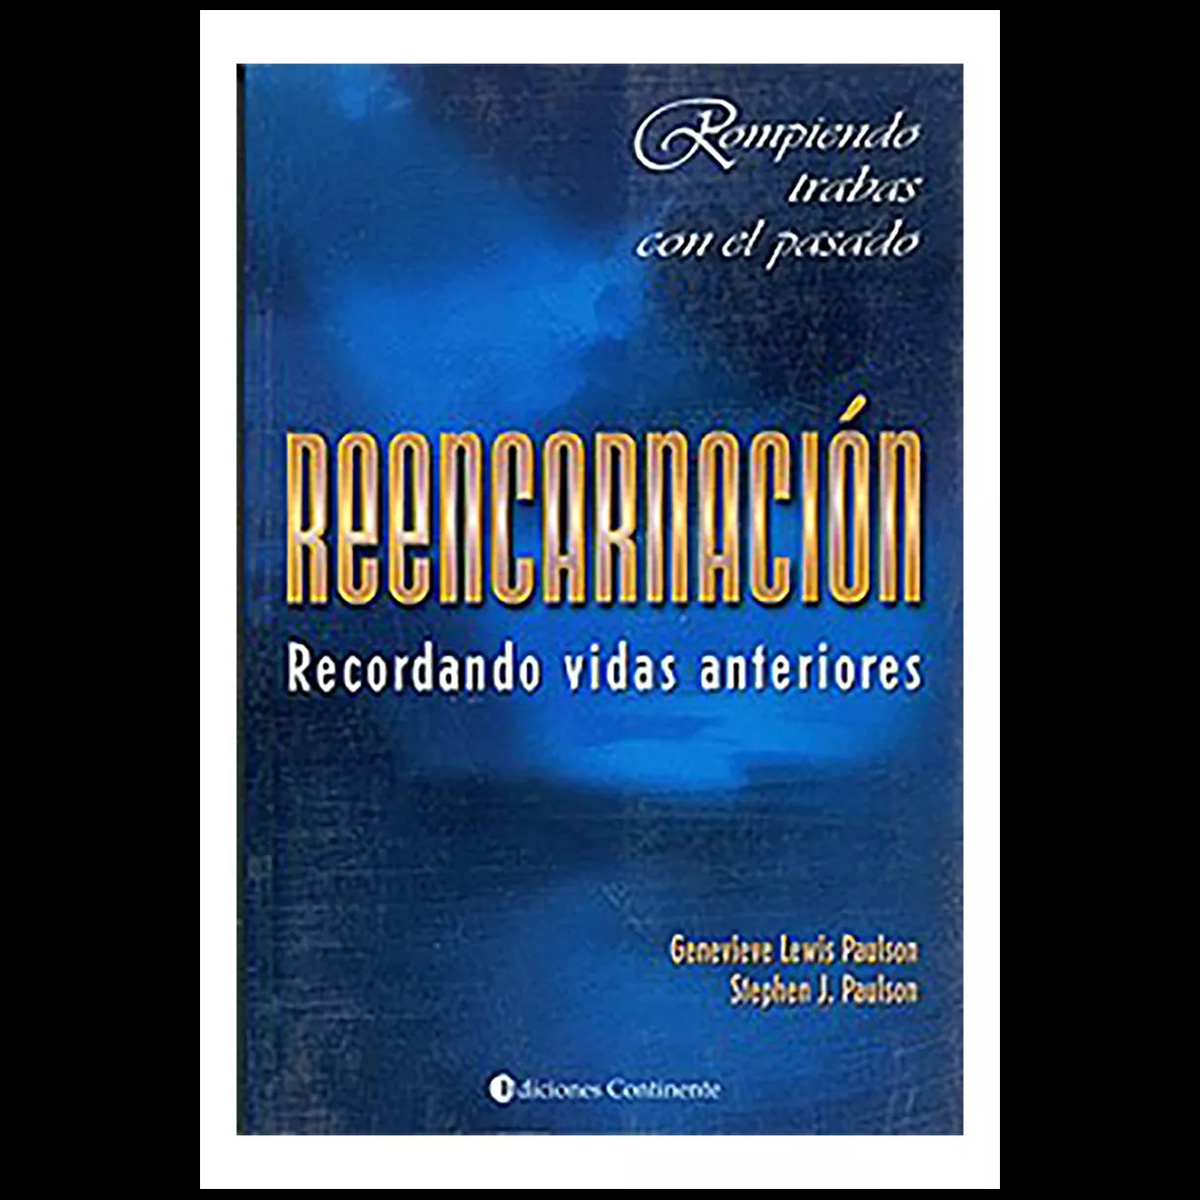 Rompiendo
trabas
con el pasado
REENCARNACIÓN
Recordando vidas anteriores
Genevieve Lewis Paulson
Stephen J. Paulson
Ediciones Continente